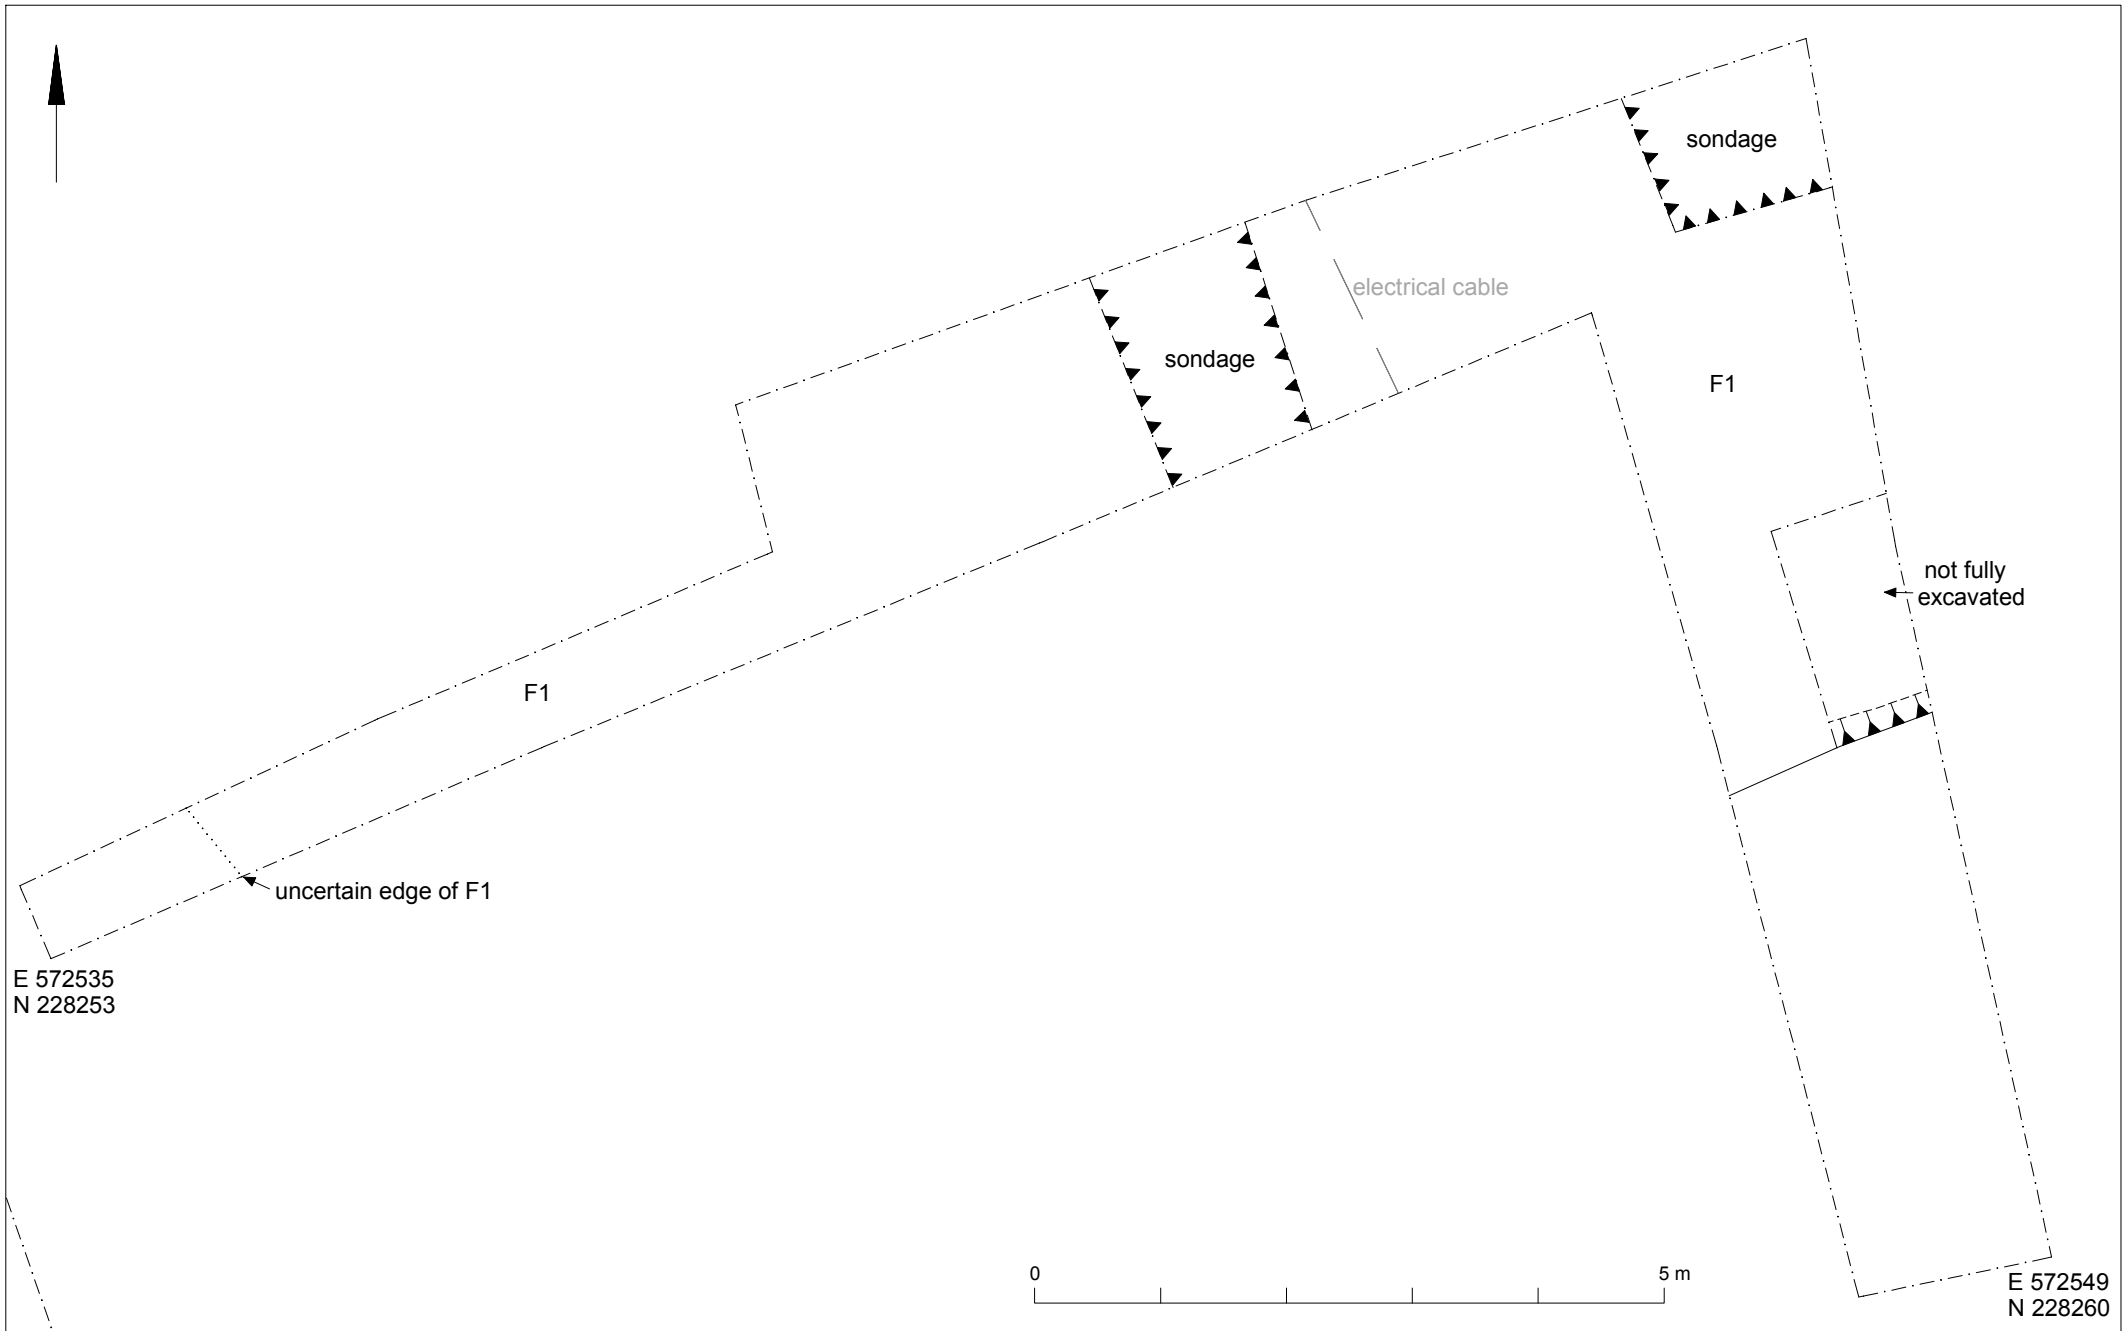 sondage
electrical cable
sondage
F1
not fully
excavated
F1
uncertain edge of F1
E 572535
N 228253
0
5 m
E 572549
N 228260